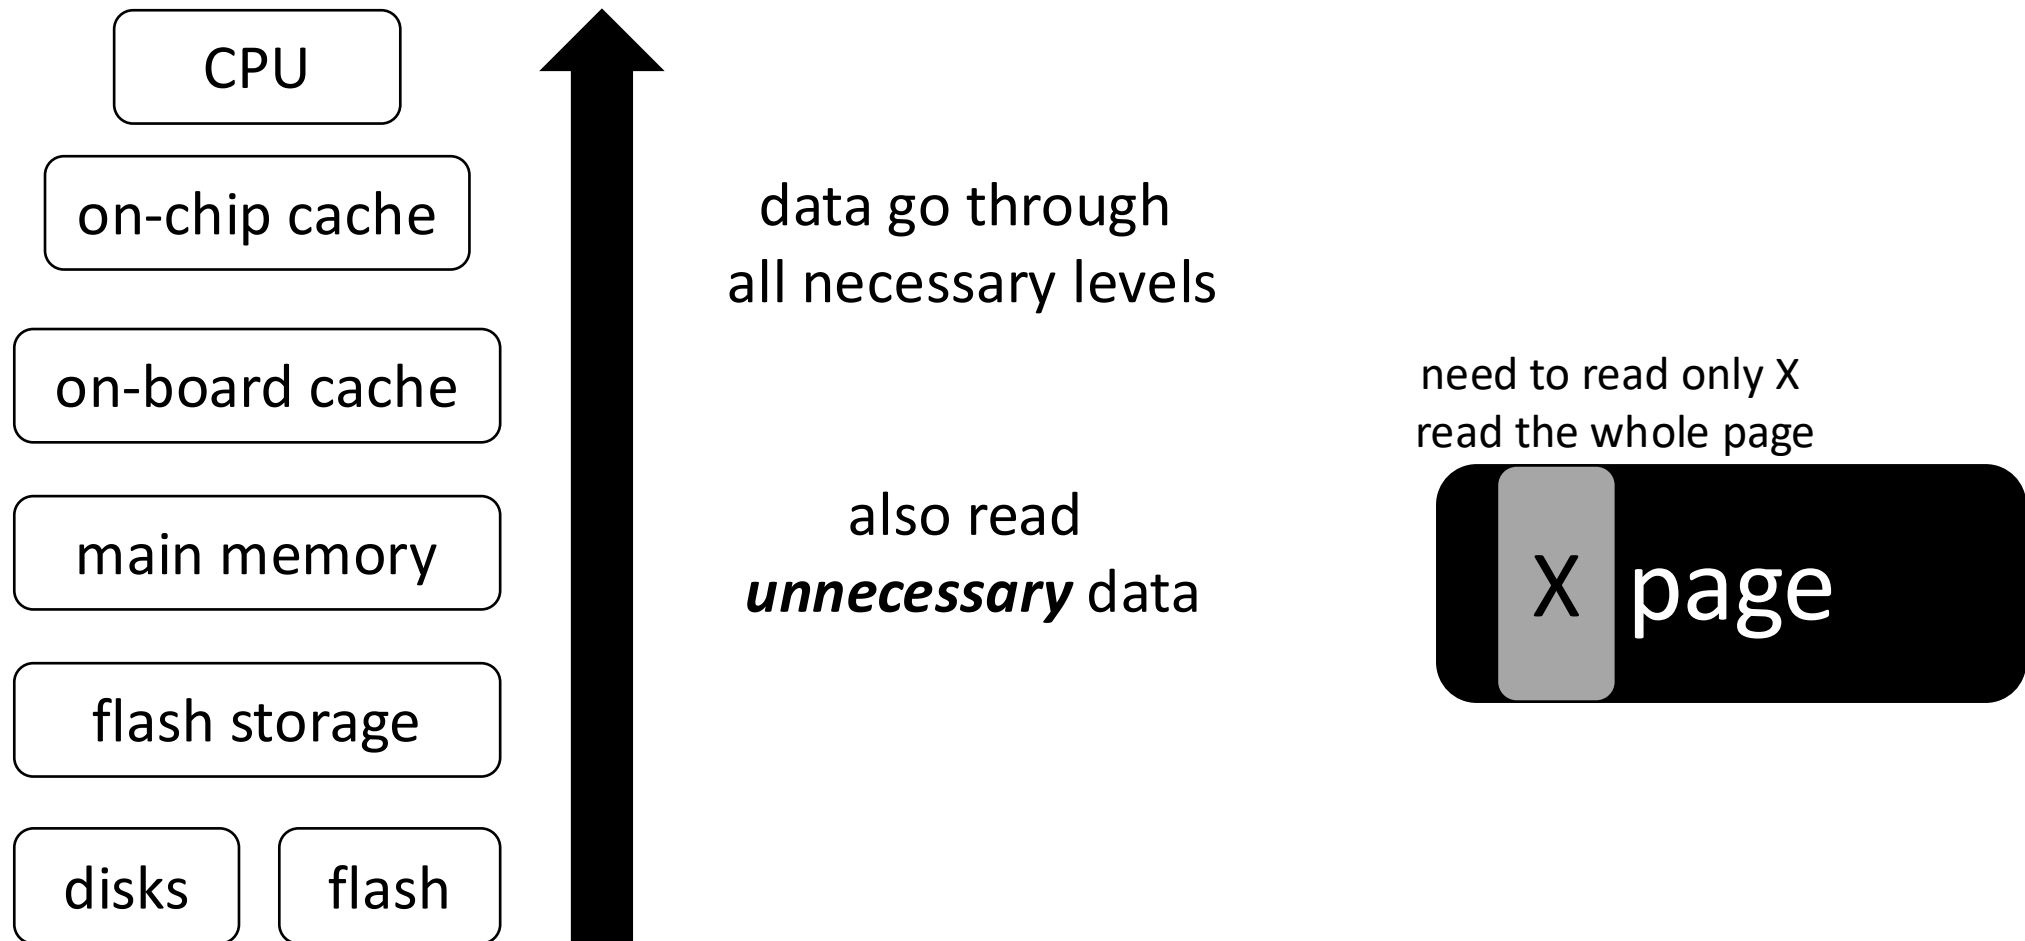 CPU
on-chip cache
on-board cache
main memory
flash storage
disks
flash
data go through
all necessary levels
also read
unnecessary data
need to read only X
read the whole page
X page